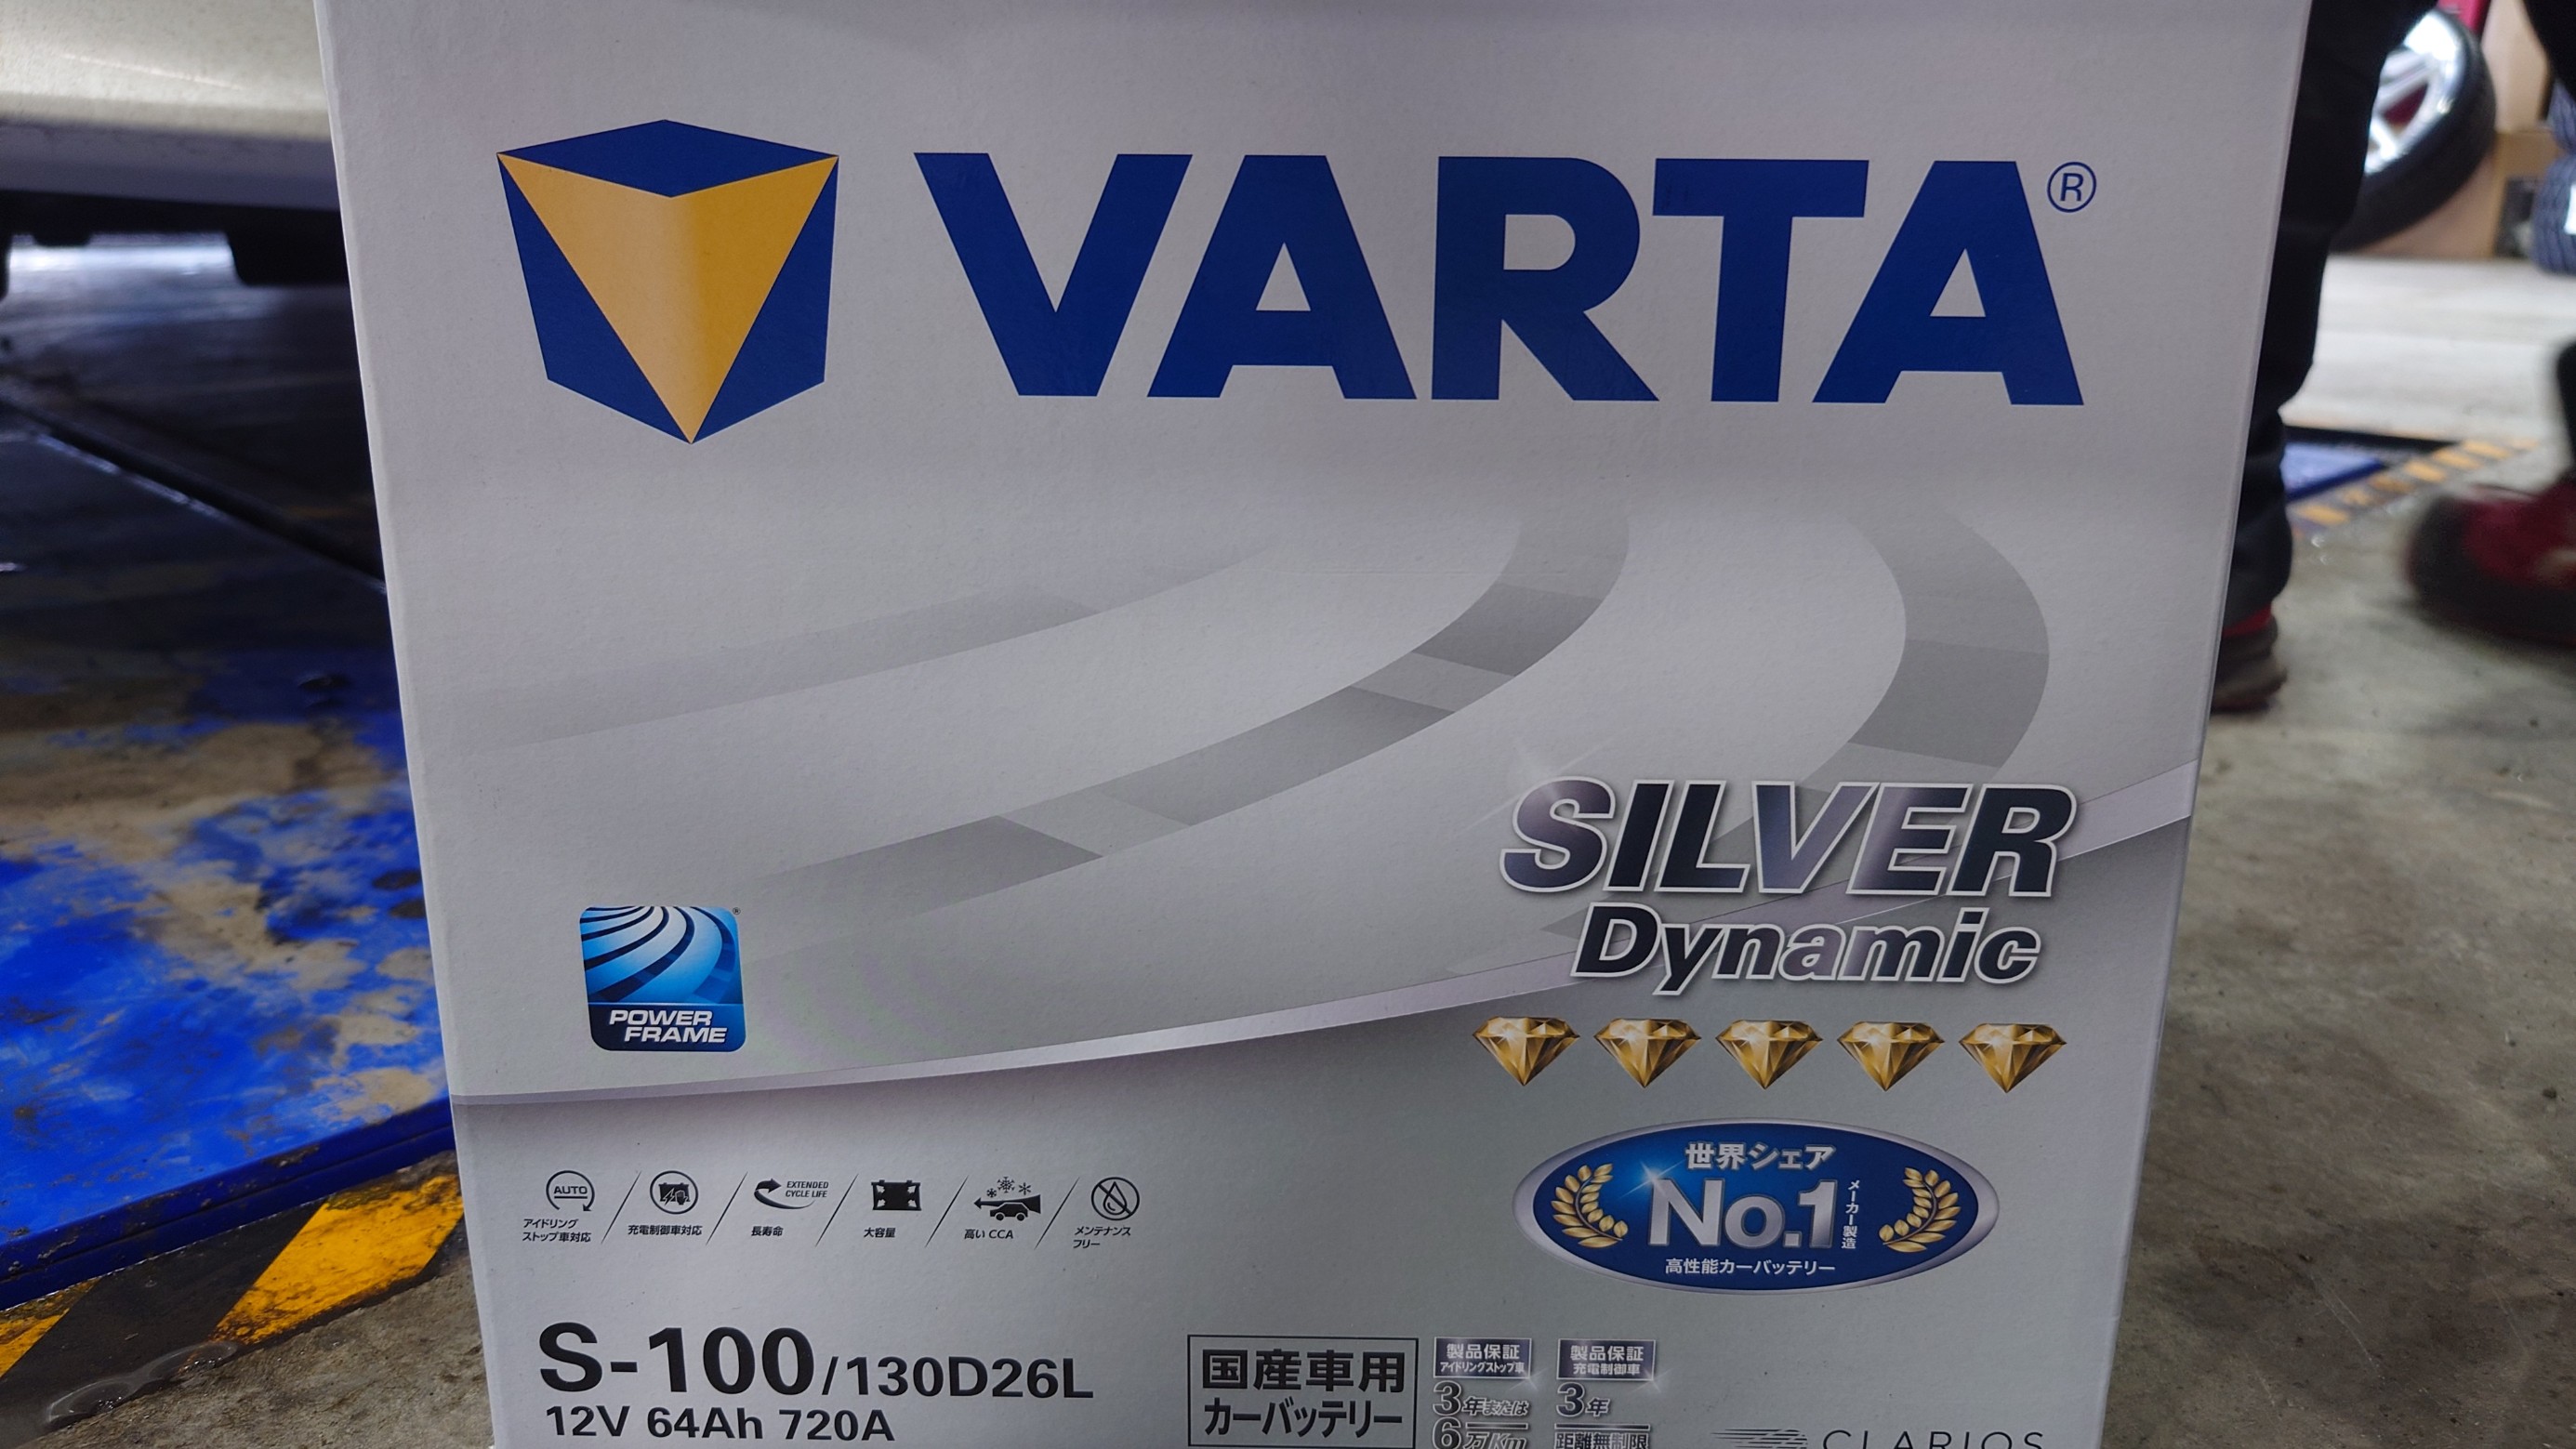 VARTA®
SILVER
Dynamic
POWER
FRAME
®
AUTO
アイドリング
ストップ車対応
充電制御車対応
EXTENDED
CYCLE LIFE
長寿命
大容量
高いCCA
メンテナンス
フリー
世界シェア
No.1
メーカー製造
高性能カーバッテリー
S-100/130D26L
12V 64Ah 720A
国産車用
カーバッテリー
製品保証
アイドリングストップ車
3年または
6万Km
製品保証
充電制御車
3年
距離無制限
CLARIOS